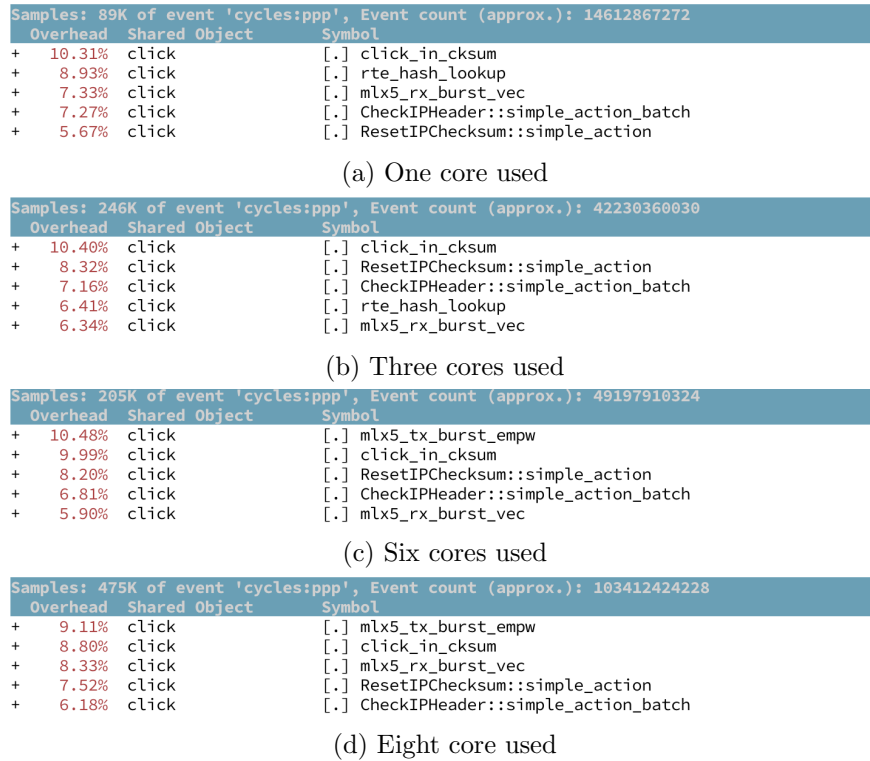 Samples: 89K of event 'cycles:ppp', Event count (approx.): 14612867272
Overhead Shared Object Symbol
+ 10.31% click [.] click_in_cksum
+ 8.93% click [.] rte_hash_lookup
+ 7.33% click [.] mlx5_rx_burst_vec
+ 7.27% click [.] CheckIPHeader::simple_action_batch
+ 5.67% click [.] ResetIPChecksum::simple_action
(a) One core used
Samples: 246K of event 'cycles:ppp', Event count (approx.): 42230360030
Overhead Shared Object Symbol
+ 10.40% click [.] click_in_cksum
+ 8.32% click [.] ResetIPChecksum::simple_action
+ 7.16% click [.] CheckIPHeader::simple_action_batch
+ 6.41% click [.] rte_hash_lookup
+ 6.34% click [.] mlx5_rx_burst_vec
(b) Three cores used
Samples: 205K of event 'cycles:ppp', Event count (approx.): 49197910324
Overhead Shared Object Symbol
+ 10.48% click [.] mlx5_tx_burst_empw
+ 9.99% click [.] click_in_cksum
+ 8.20% click [.] ResetIPChecksum::simple_action
+ 6.81% click [.] CheckIPHeader::simple_action_batch
+ 5.90% click [.] mlx5_rx_burst_vec
(c) Six cores used
Samples: 475K of event 'cycles:ppp', Event count (approx.): 103412424228
Overhead Shared Object Symbol
+ 9.11% click [.] mlx5_tx_burst_empw
+ 8.80% click [.] click_in_cksum
+ 8.33% click [.] mlx5_rx_burst_vec
+ 7.52% click [.] ResetIPChecksum::simple_action
+ 6.18% click [.] CheckIPHeader::simple_action_batch
(d) Eight core used